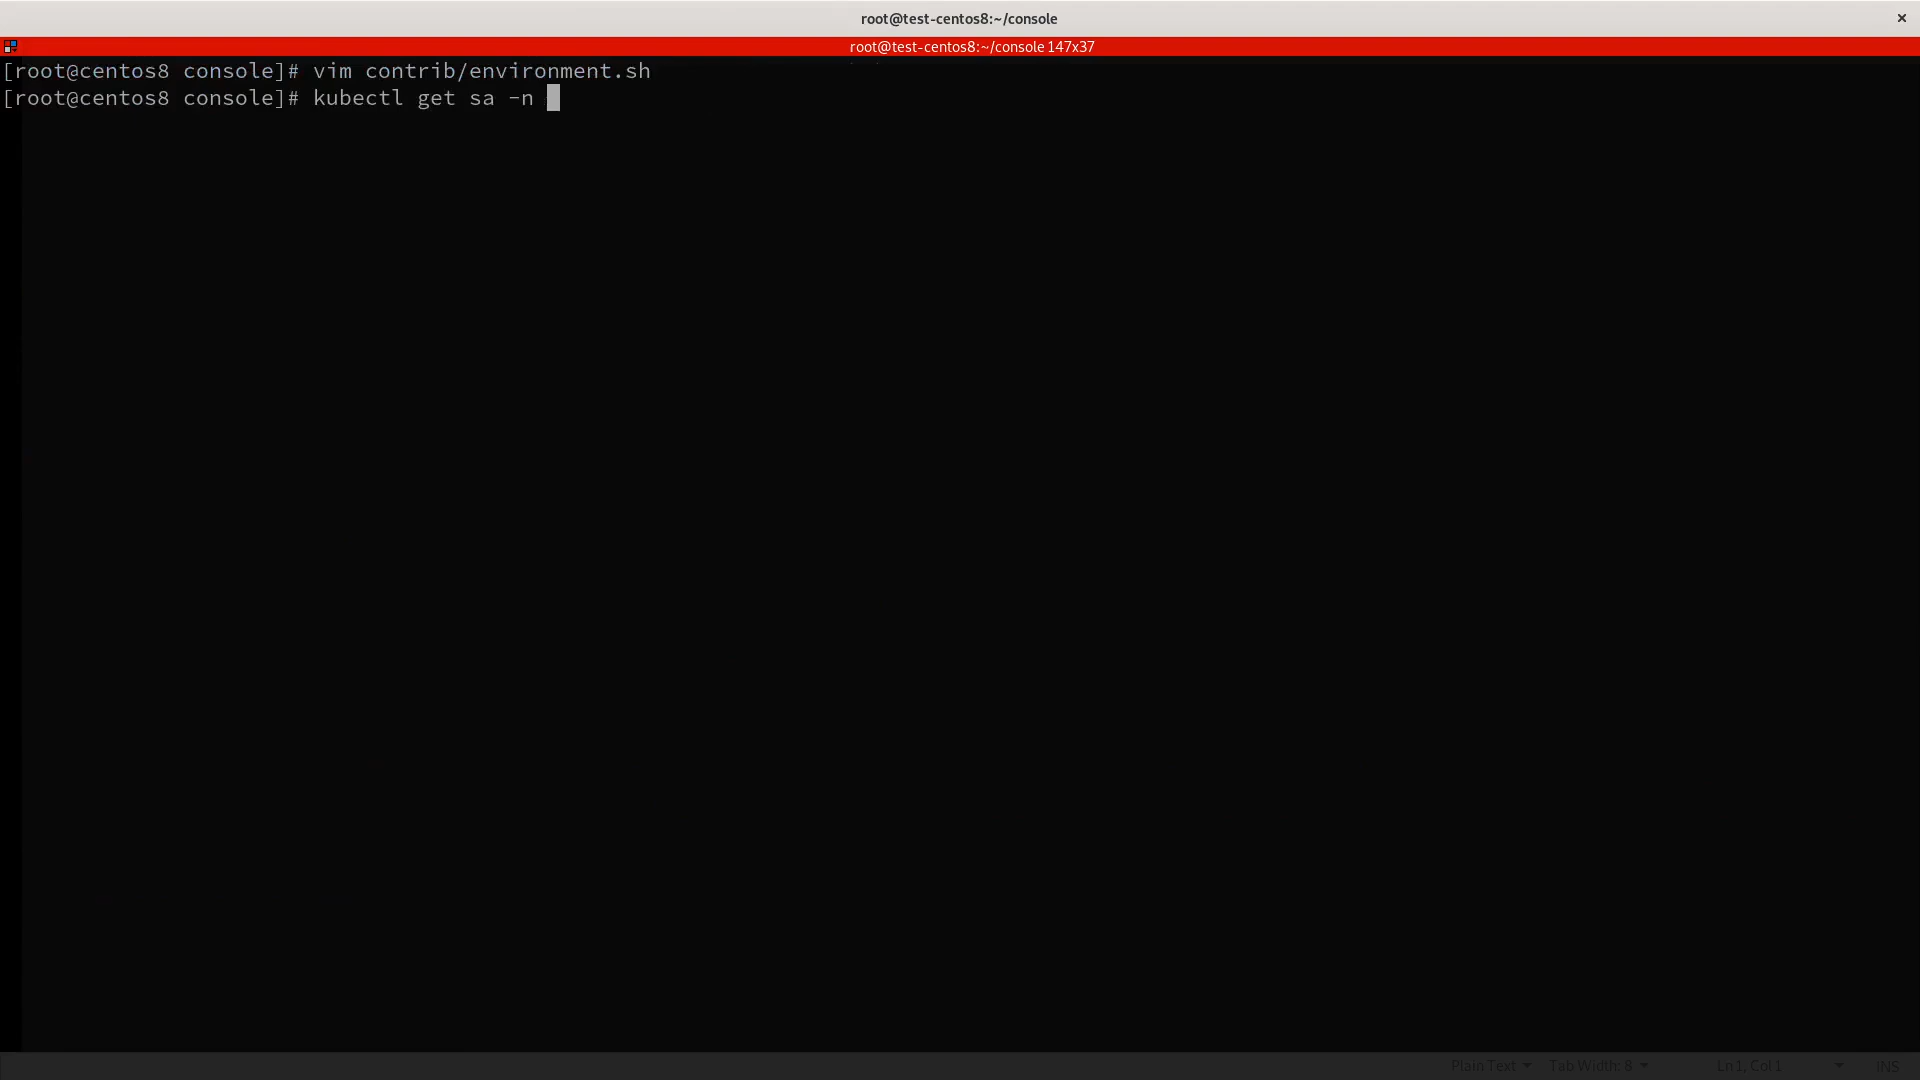 root@test-centos8:~/console
×
root@test-centos8:~/console 147x37
[root@centos8 console]# vim contrib/environment.sh
[root@centos8 console]# kubectl get sa -n
Plain Text Tab Width: 8 Ln 1, Col 1 INS